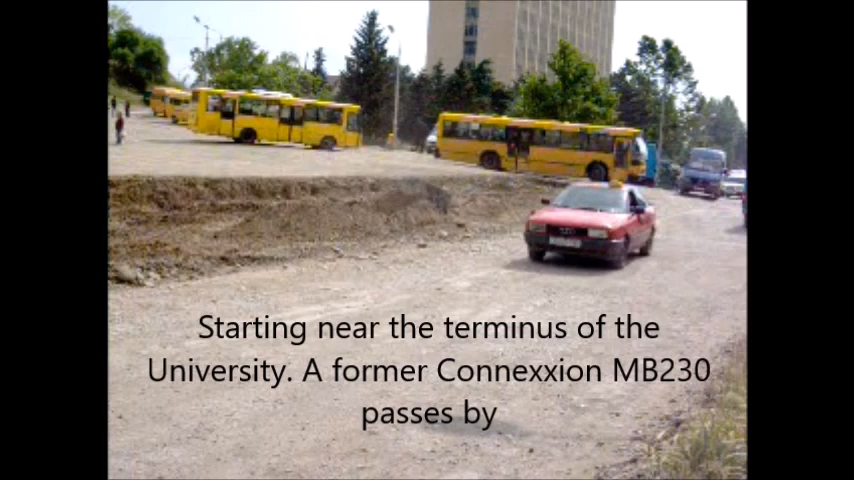 Starting near the terminus of the
University. A former Connexxion MB230
passes by